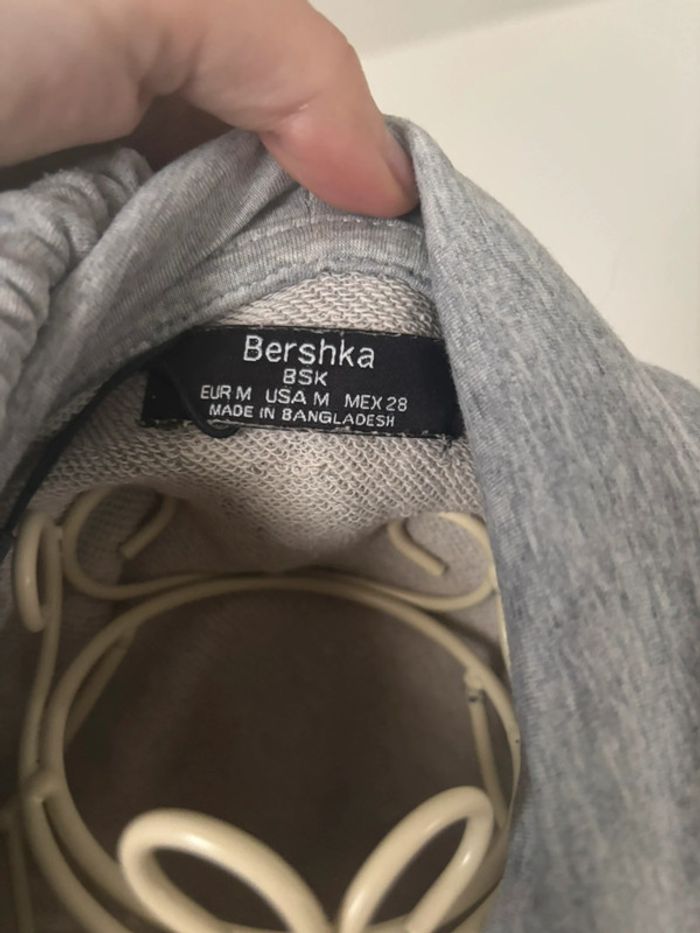 Bershka
BSK
EUR M USA M MEX 28
MADE IN BANGLADESH